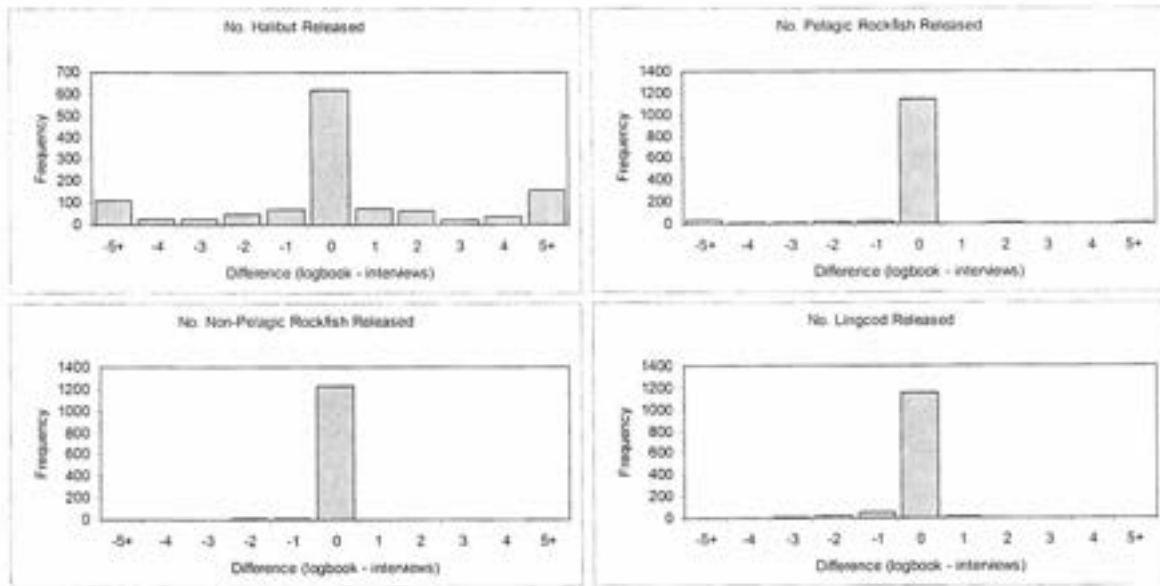 No. Halibut Released
700
600
500
400
300
200
100
0
Frequency
-5+ -4 -3 -2 -1 0 1 2 3 4 5+
Difference (logbook - interviews)
No. Pelagic Rockfish Released
1400
1200
1000
800
600
400
200
0
Frequency
-5+ -4 -3 -2 -1 0 1 2 3 4 5+
Difference (logbook - interviews)
No. Non-Pelagic Rockfish Released
1400
1200
1000
800
600
400
200
0
Frequency
-5+ -4 -3 -2 -1 0 1 2 3 4 5+
Difference (logbook - interviews)
No. Lingcod Released
1400
1200
1000
800
600
400
200
0
Frequency
-5+ -4 -3 -2 -1 0 1 2 3 4 5+
Difference (logbook - interviews)